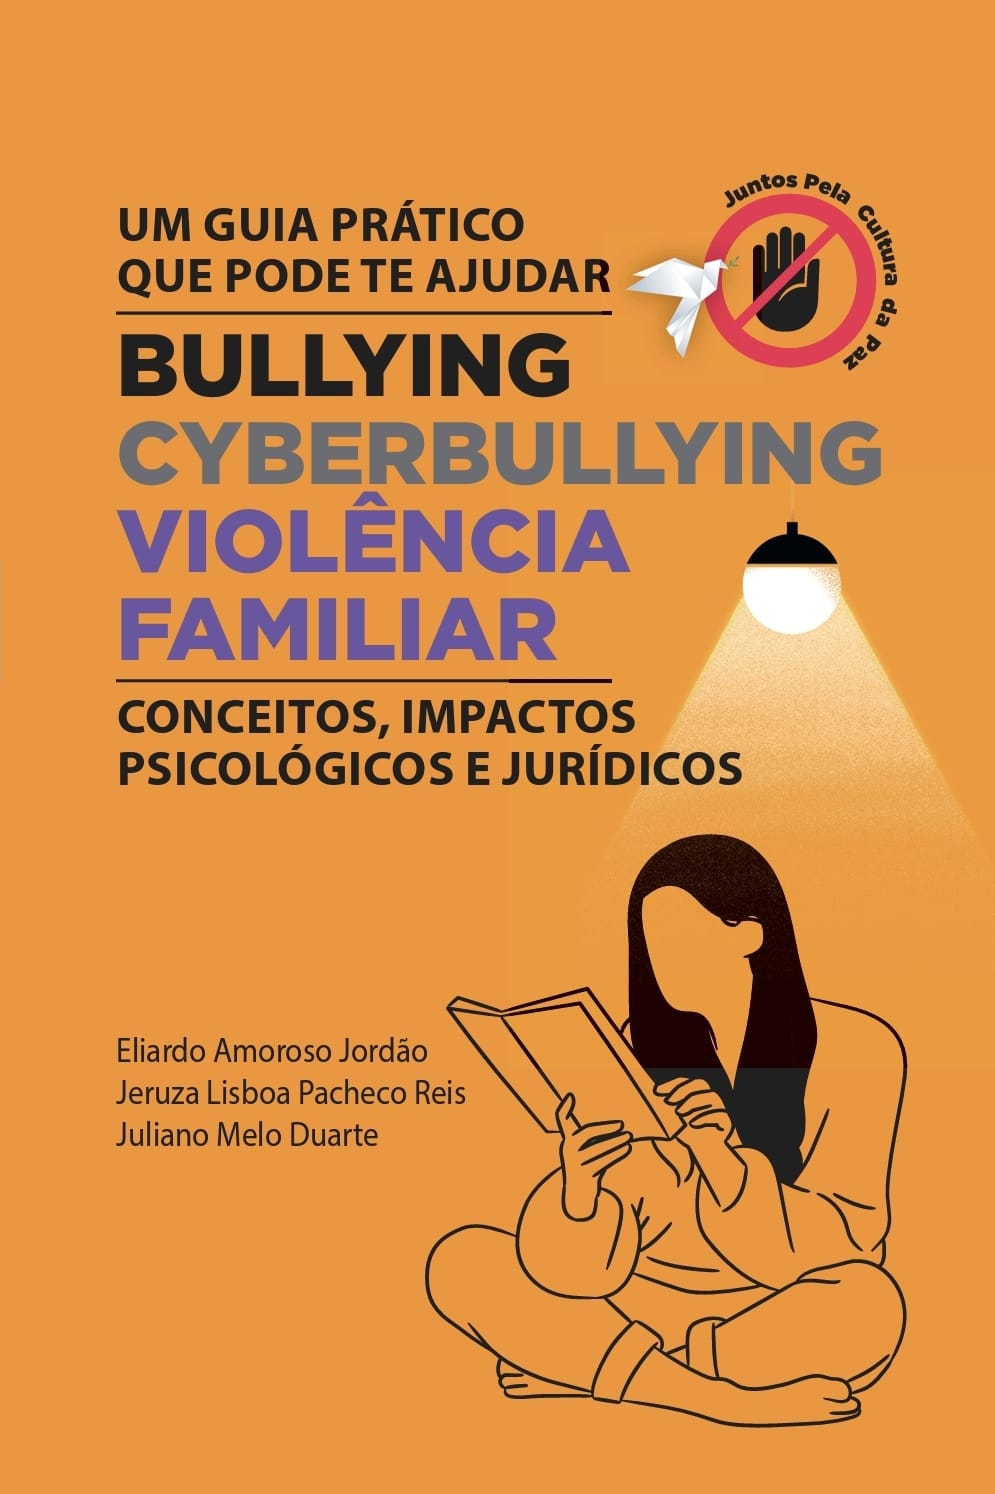 UM GUIA PRÁTICO
QUE PODE TE AJUDAR
Juntos Pela Cultura da Paz
BULLYING
CYBERBULLYING
VIOLÊNCIA
FAMILIAR
CONCEITOS, IMPACTOS
PSICOLÓGICOS E JURÍDICOS
Eliardo Amoroso Jordão
Jeruza Lisboa Pacheco Reis
Juliano Melo Duarte